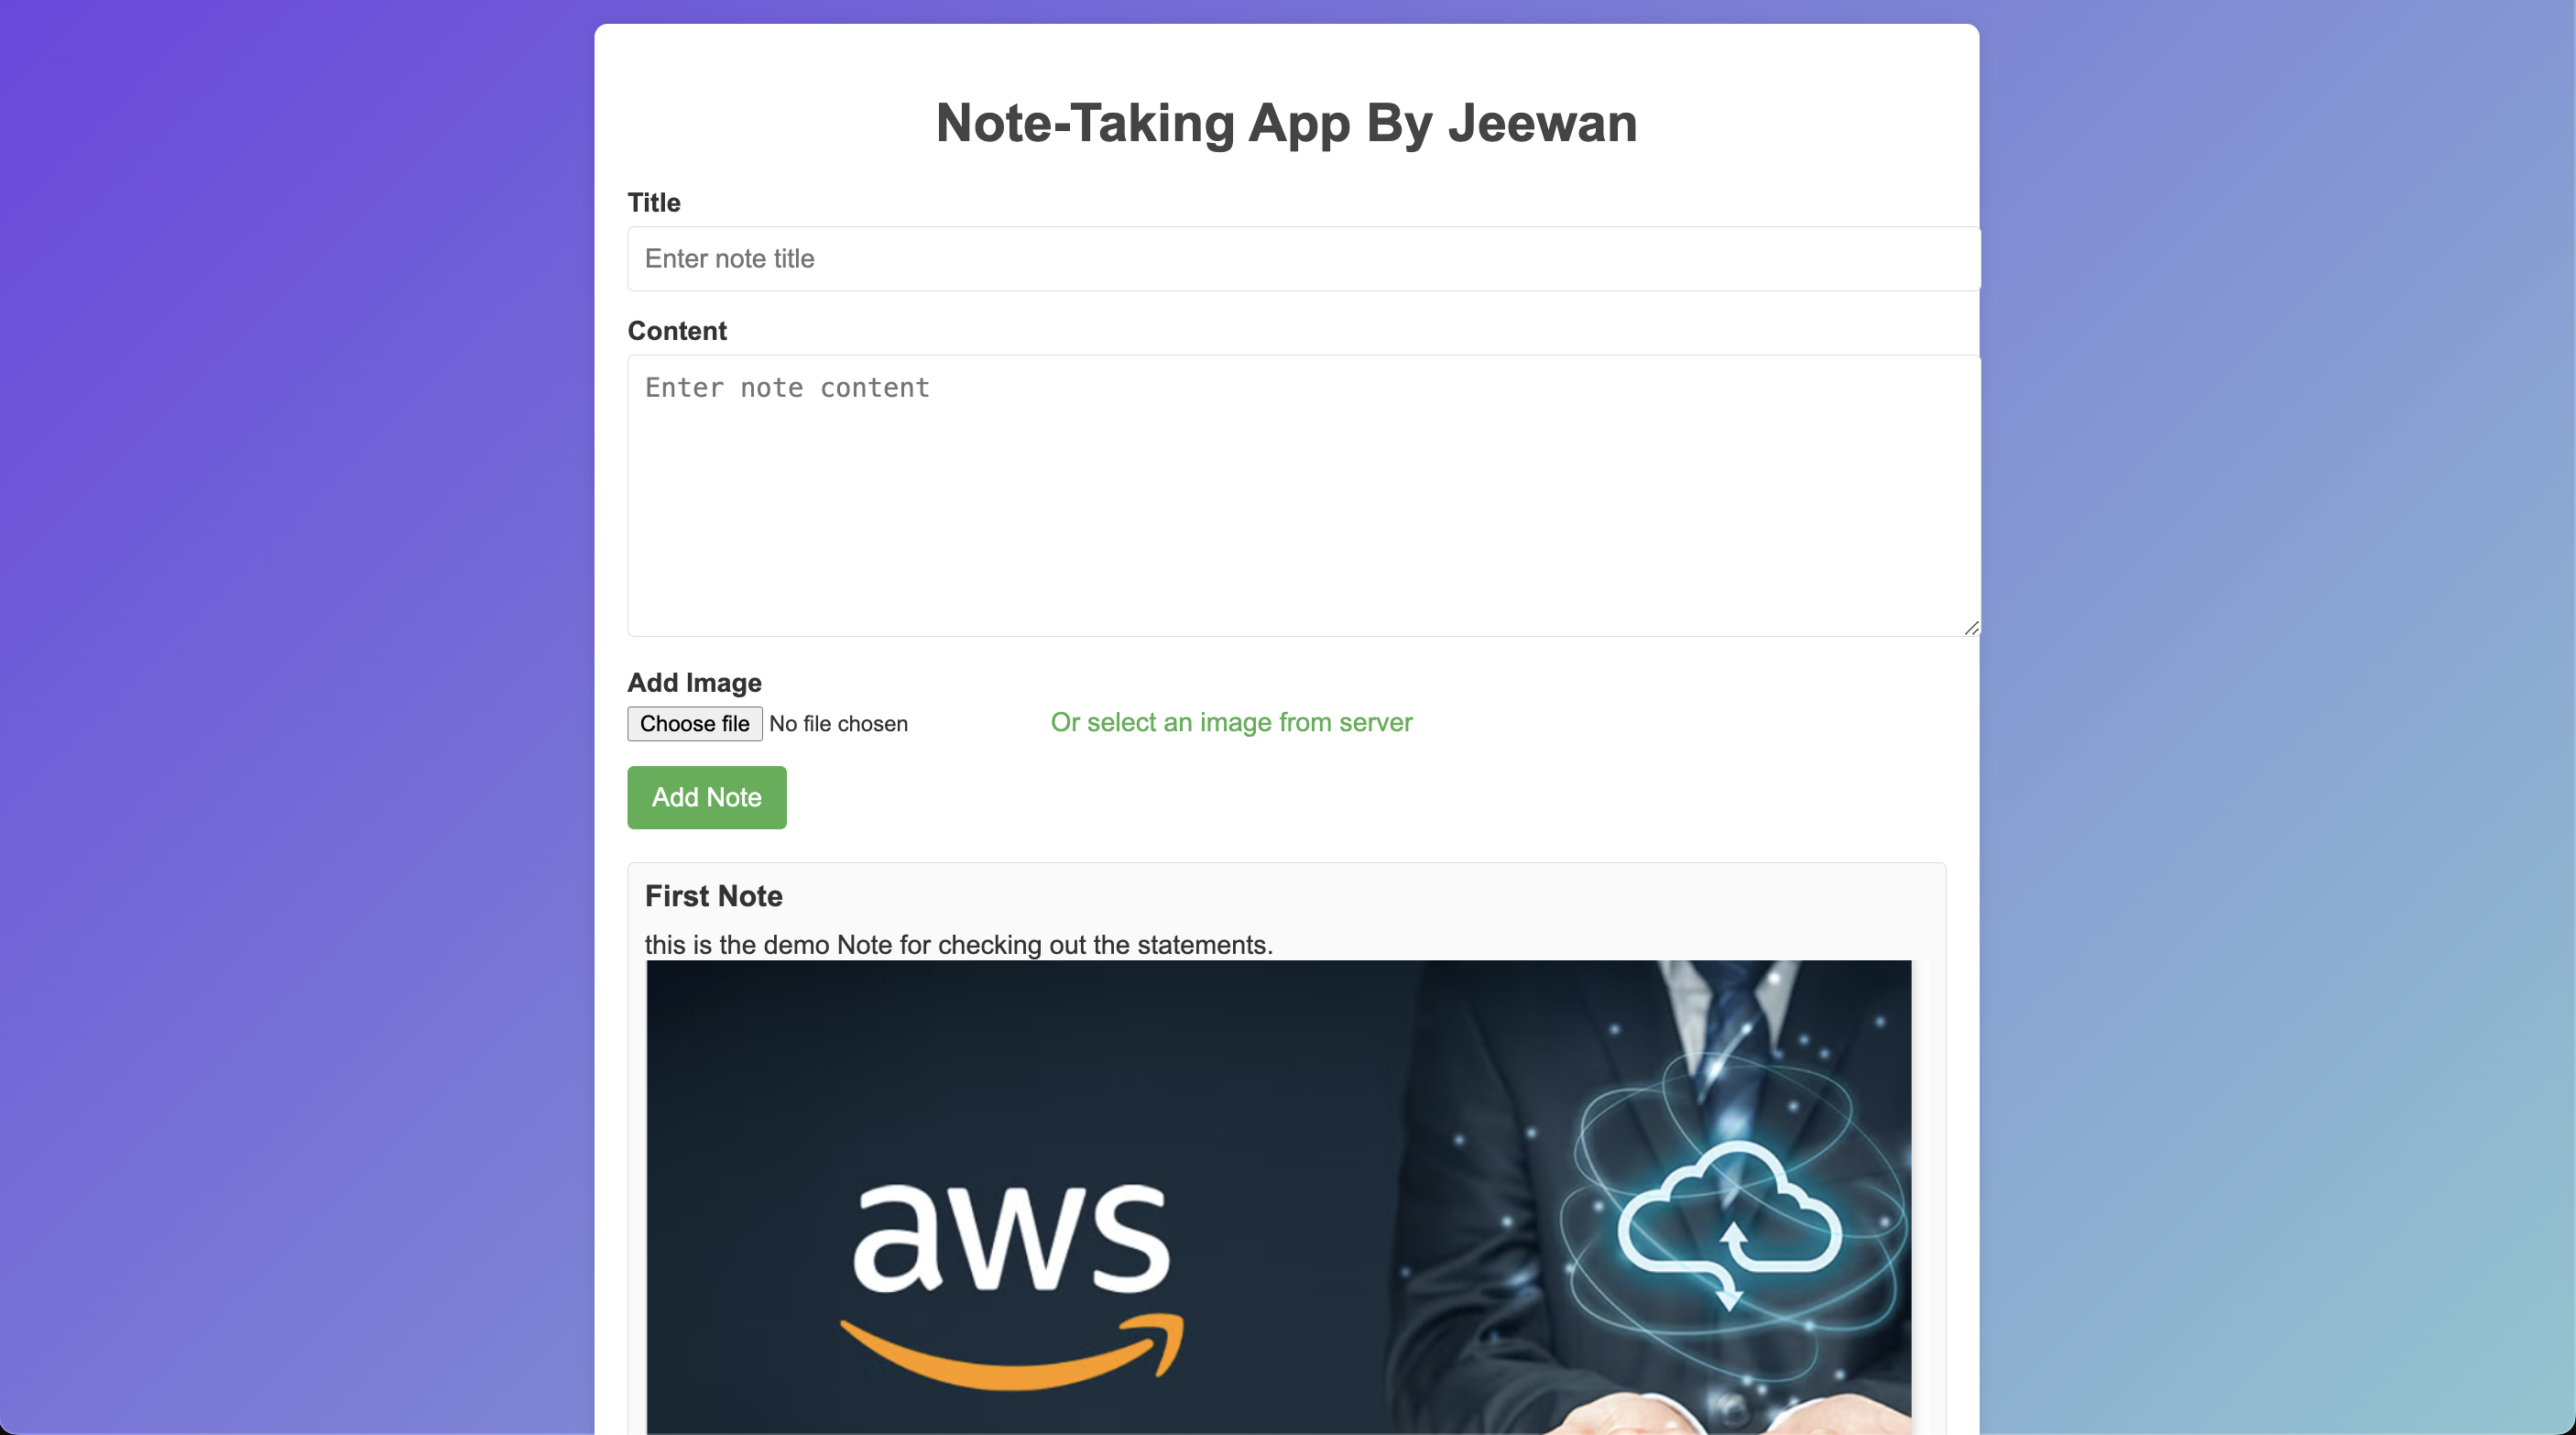 Note-Taking App By Jeewan
Title
Enter note title
Content
Enter note content
Add Image
Choose file No file chosen Or select an image from server
Add Note
First Note
this is the demo Note for checking out the statements.
aws